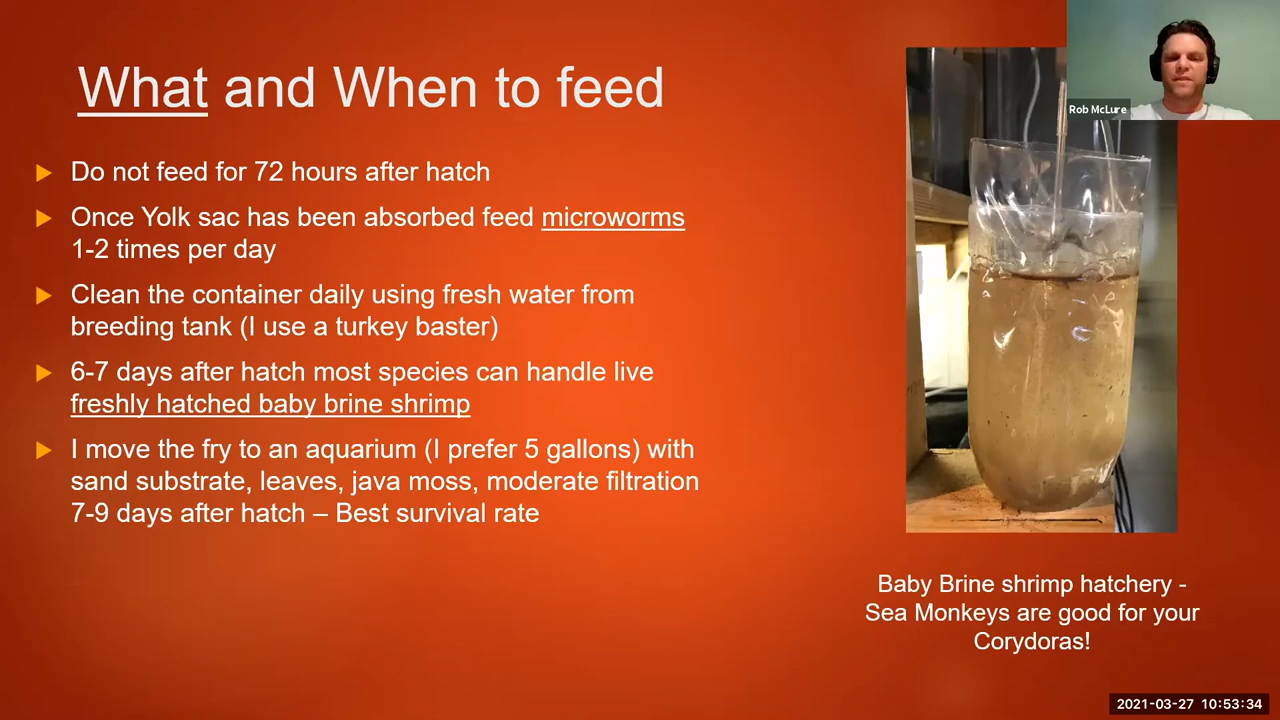 What and When to feed
Do not feed for 72 hours after hatch
Once Yolk sac has been absorbed feed microworms
1-2 times per day
Clean the container daily using fresh water from
breeding tank (I use a turkey baster)
6-7 days after hatch most species can handle live
freshly hatched baby brine shrimp
I move the fry to an aquarium (I prefer 5 gallons) with
sand substrate, leaves, java moss, moderate filtration
7-9 days after hatch – Best survival rate
Rob McLure
Baby Brine shrimp hatchery -
Sea Monkeys are good for your
Corydoras!
2021-03-27 10:53:34